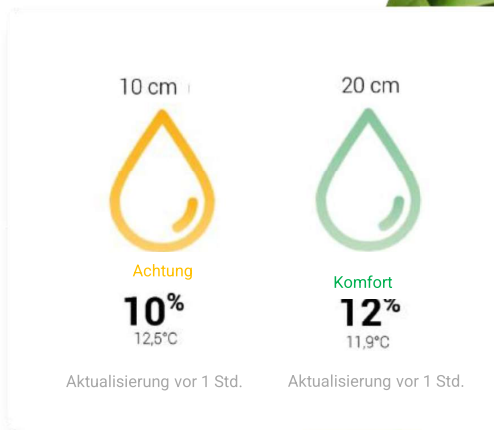 10 cm
20 cm
Achtung
10%
12,5°C
Aktualisierung vor 1 Std.
Komfort
12%
11,9°C
Aktualisierung vor 1 Std.